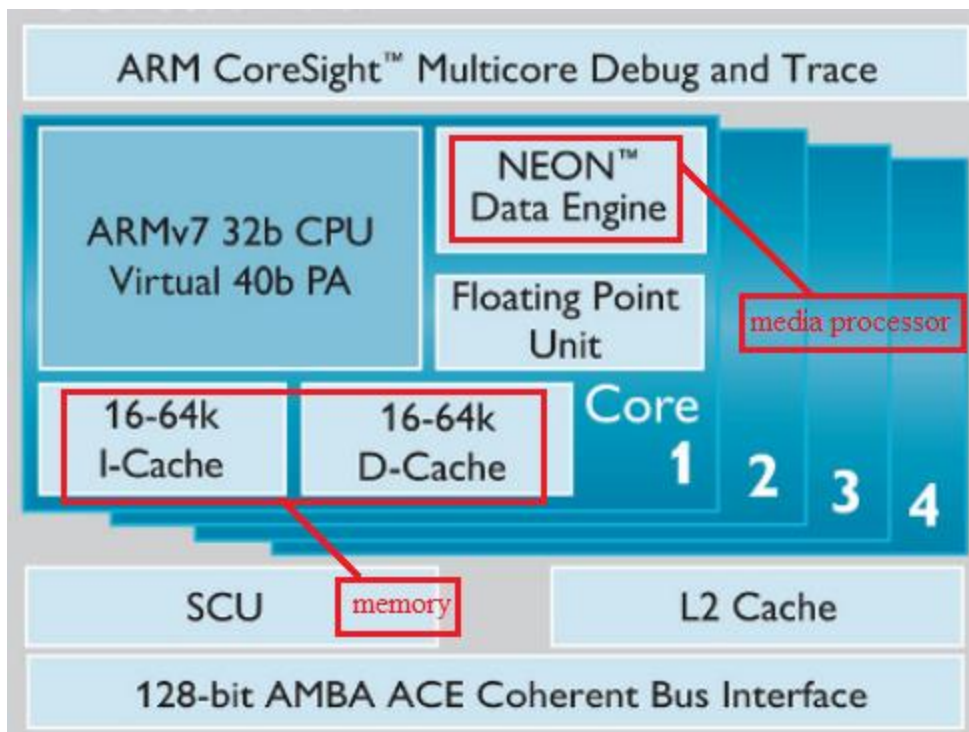 ARM CoreSight™ Multicore Debug and Trace
ARMv7 32b CPU
Virtual 40b PA
NEON™
Data Engine
Floating Point
Unit
media processor
16-64k
I-Cache
16-64k
D-Cache
Core
1
2
3
4
SCU
memory
L2 Cache
128-bit AMBA ACE Coherent Bus Interface